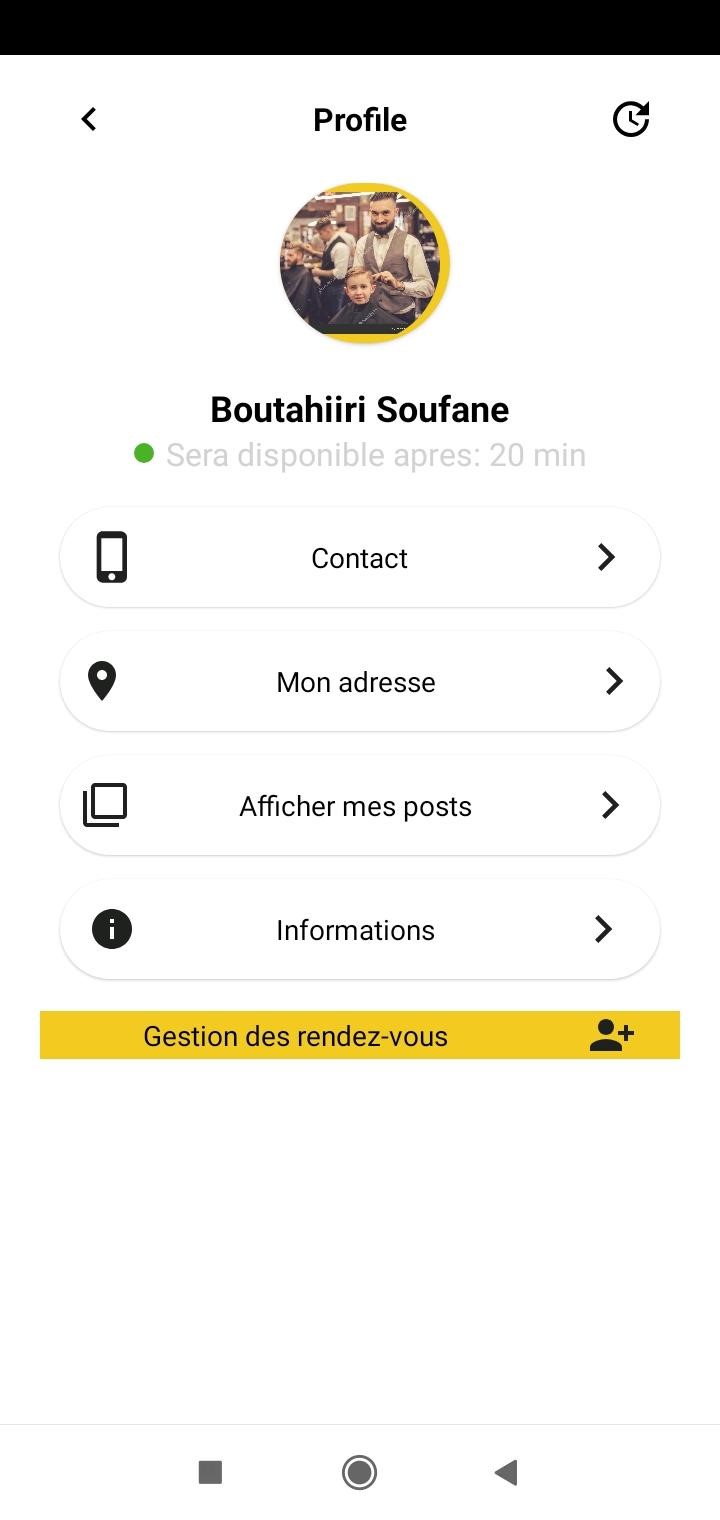 Profile
Boutahiiri Soufane
Sera disponible apres: 20 min
Contact
Mon adresse
Afficher mes posts
Informations
Gestion des rendez-vous